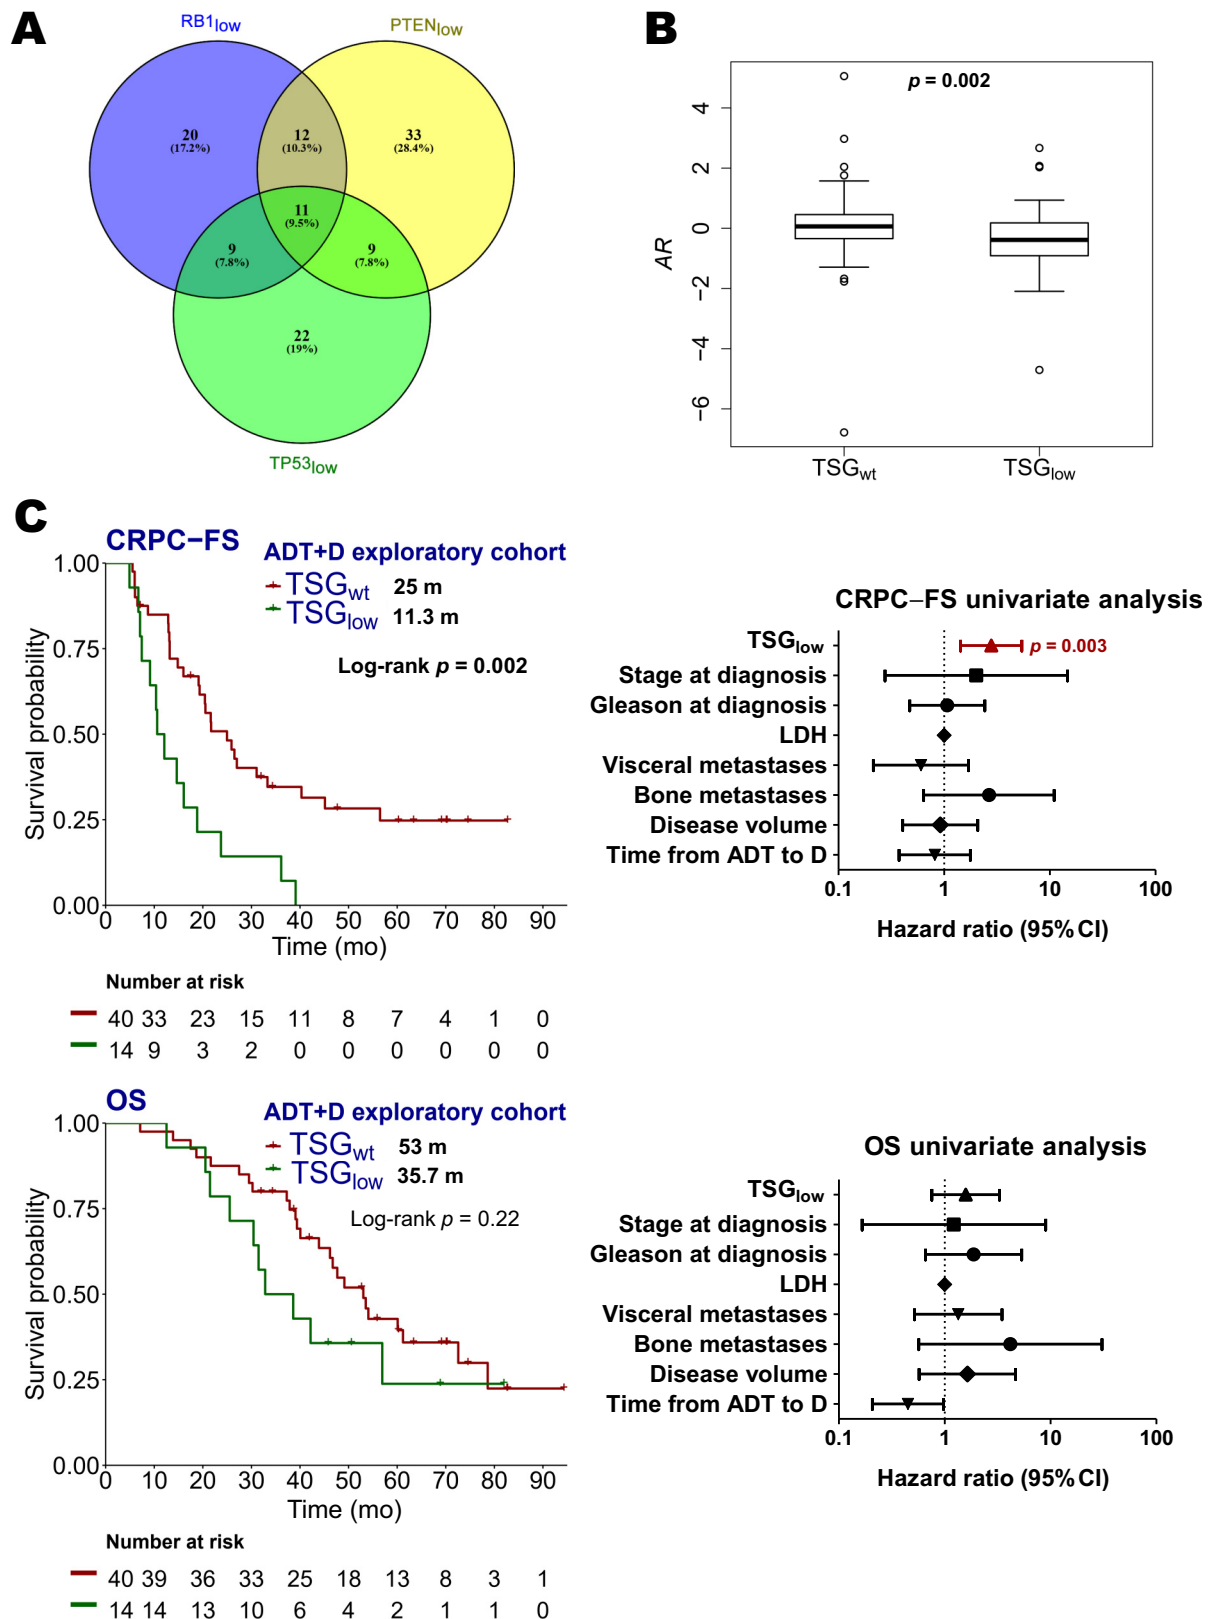 A
RB1low
PTENlow
20
(17.2%)
12
(10.3%)
33
(28.4%)
11
(9.5%)
9
(7.8%)
9
(7.8%)
22
(19%)
TP53low
B
p = 0.002
AR
4
2
0
−2
−4
−6
TSGwt
TSGlow
C
CRPC−FS
ADT+D exploratory cohort
TSGwt 25 m
TSGlow 11.3 m
Log-rank p = 0.002
Survival probability
1.00
0.75
0.50
0.25
0.00
0 10 20 30 40 50 60 70 80 90
Time (mo)
Number at risk
40 33 23 15 11 8 7 4 1 0
14 9 3 2 0 0 0 0 0 0
CRPC−FS univariate analysis
TSGlow
p = 0.003
Stage at diagnosis
Gleason at diagnosis
LDH
Visceral metastases
Bone metastases
Disease volume
Time from ADT to D
0.1 1 10 100
Hazard ratio (95% CI)
OS
ADT+D exploratory cohort
TSGwt 53 m
TSGlow 35.7 m
Log-rank p = 0.22
Survival probability
1.00
0.75
0.50
0.25
0.00
0 10 20 30 40 50 60 70 80 90
Time (mo)
Number at risk
40 39 36 33 25 18 13 8 3 1
14 14 13 10 6 4 2 1 1 0
OS univariate analysis
TSGlow
Stage at diagnosis
Gleason at diagnosis
LDH
Visceral metastases
Bone metastases
Disease volume
Time from ADT to D
0.1 1 10 100
Hazard ratio (95% CI)